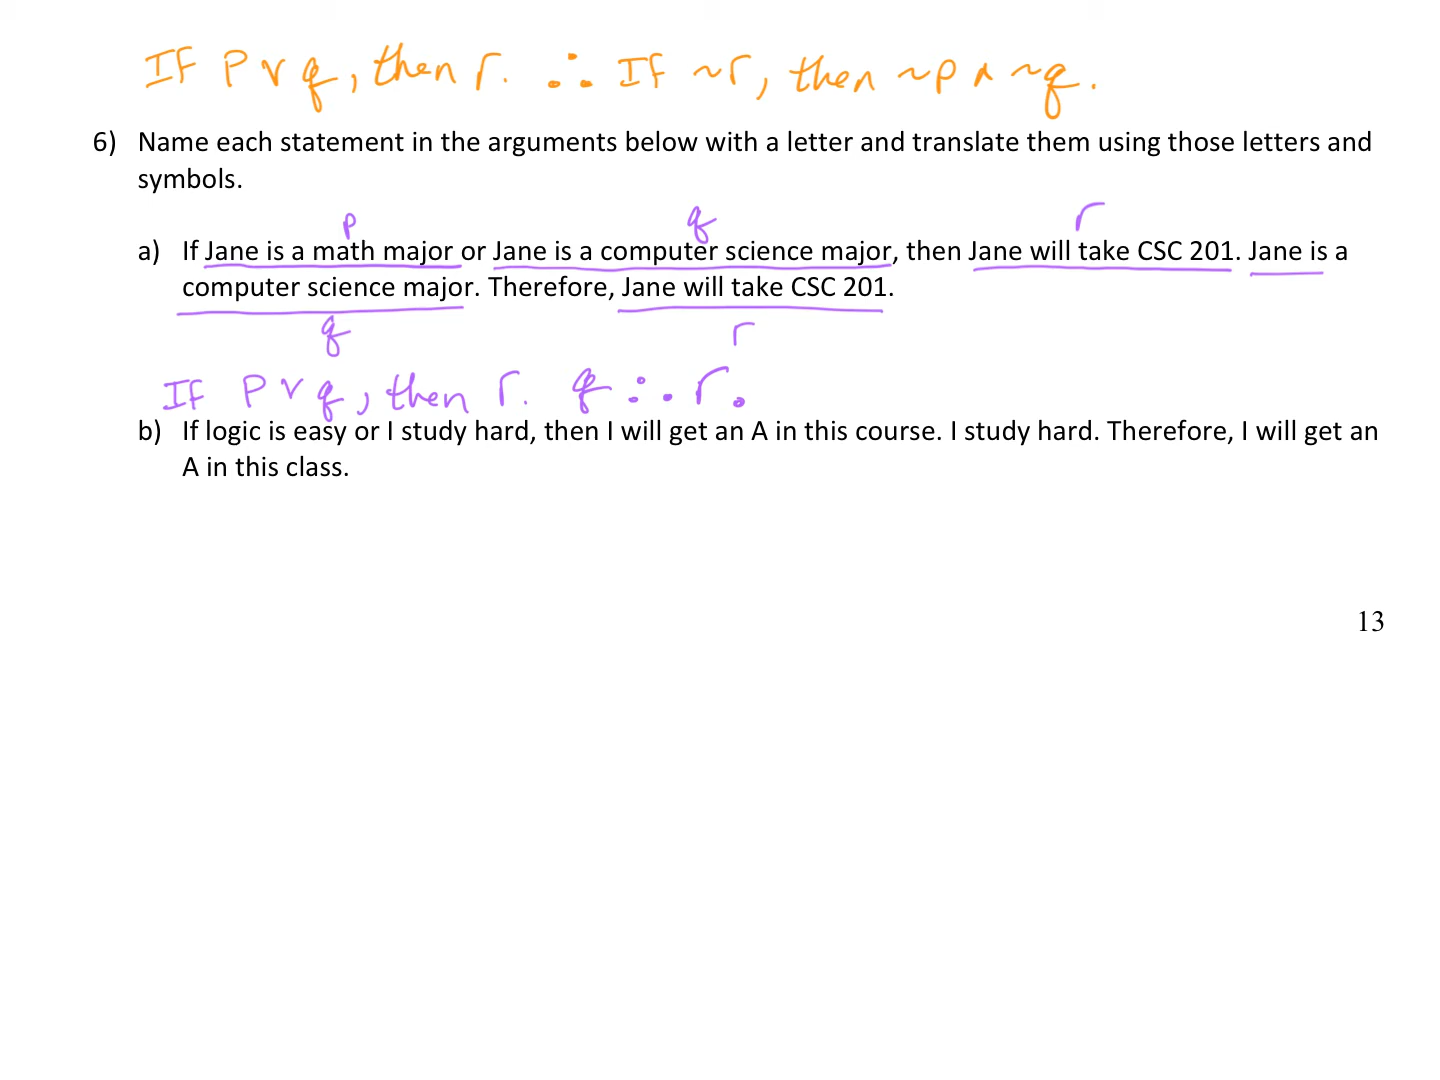 If p ∨ q, then r. ∴ If ~r, then ~p ∧ ~q.
6) Name each statement in the arguments below with a letter and translate them using those letters and
symbols.
p q r
a) If Jane is a math major or Jane is a computer science major, then Jane will take CSC 201. Jane is a
computer science major. Therefore, Jane will take CSC 201.
q r
If p ∨ q, then r. q ∴ r.
b) If logic is easy or I study hard, then I will get an A in this course. I study hard. Therefore, I will get an
A in this class.
13